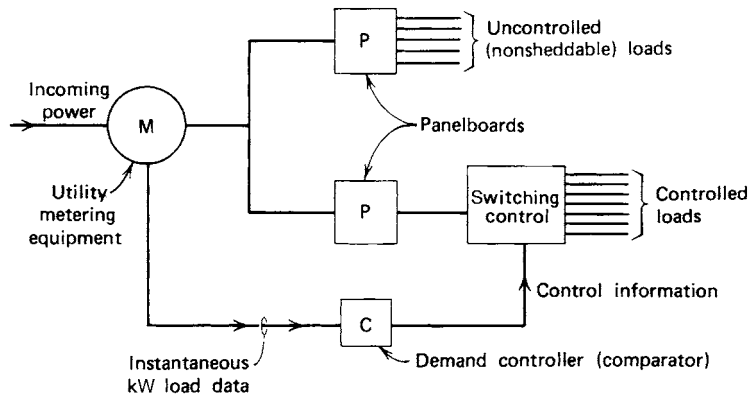 P
Uncontrolled
(nonsheddable) loads
Incoming
power
M
Panelboards
Utility
metering
equipment
P
Switching
control
Controlled
loads
Control information
C
Instantaneous
kW load data
Demand controller (comparator)